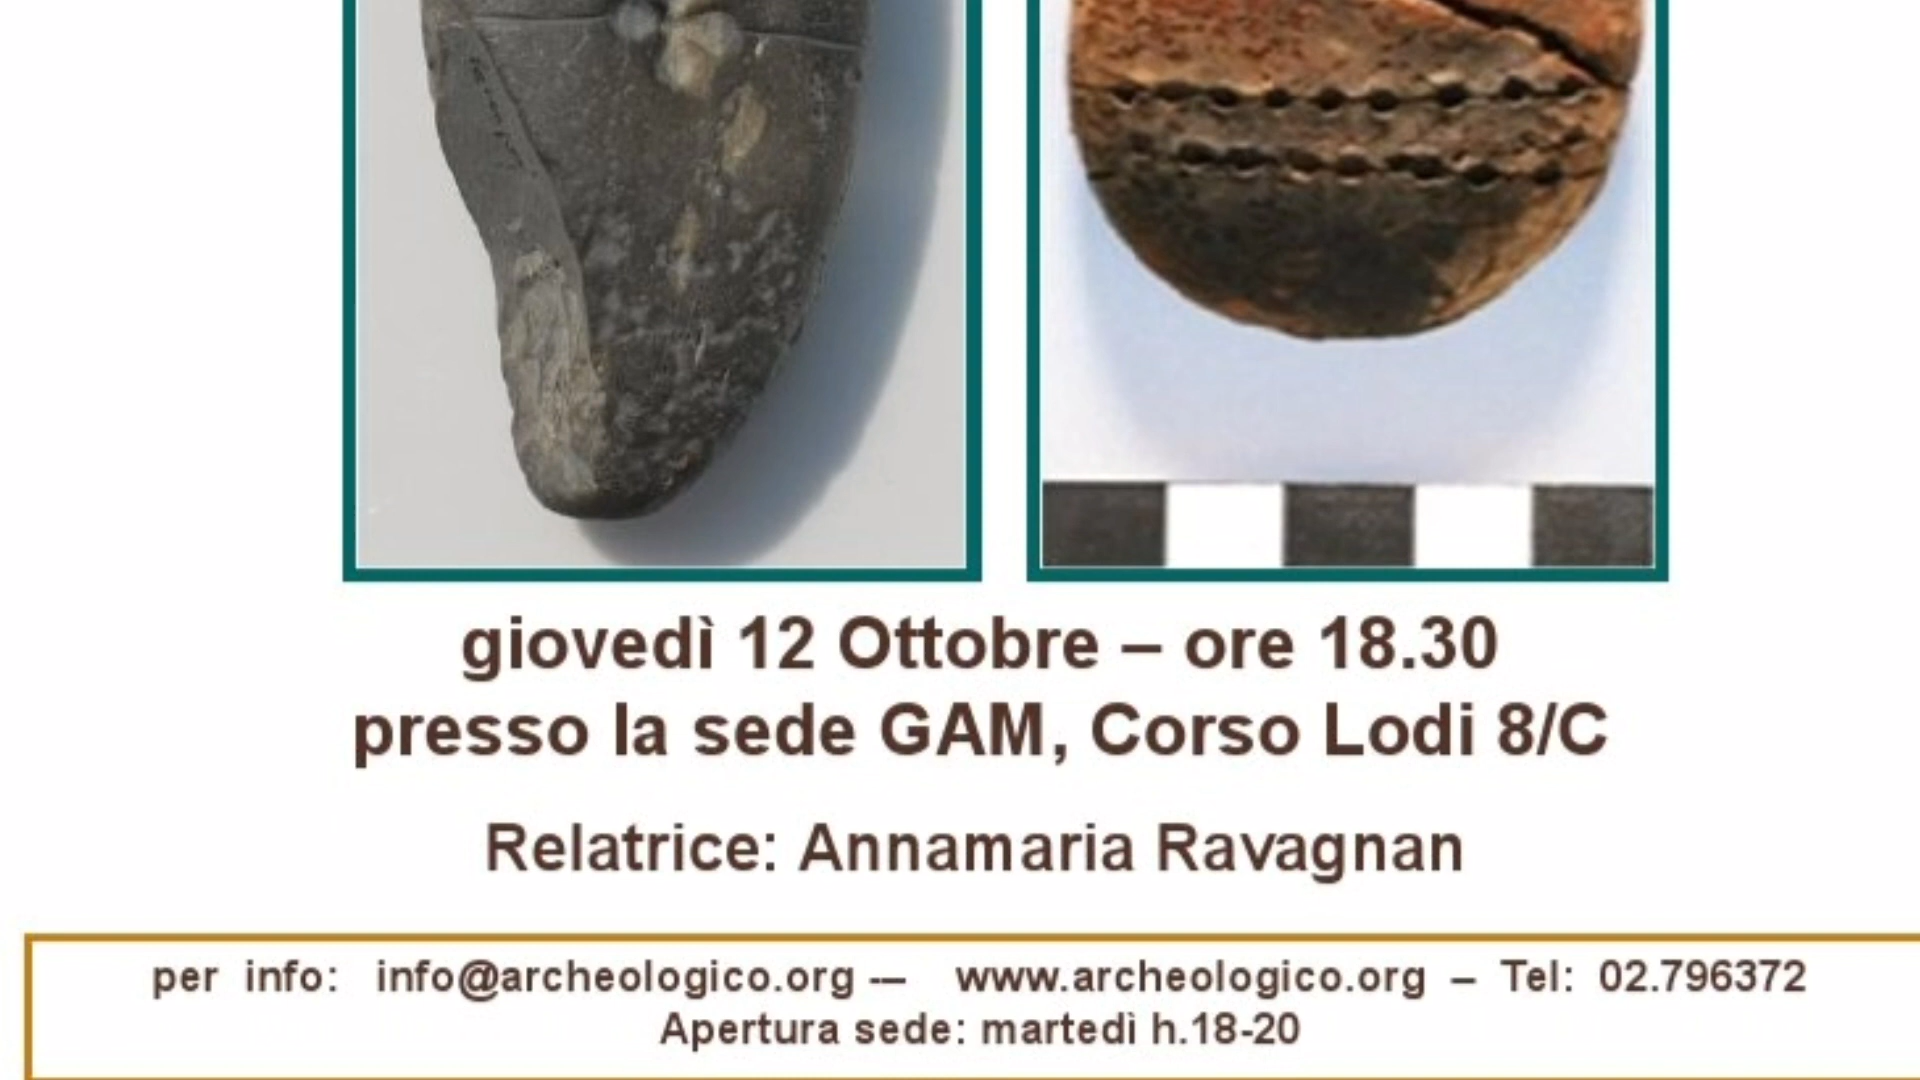 giovedì 12 Ottobre – ore 18.30
presso la sede GAM, Corso Lodi 8/C
Relatrice: Annamaria Ravagnan
per info: info@archeologico.org -– www.archeologico.org – Tel: 02.796372
Apertura sede: martedì h.18-20